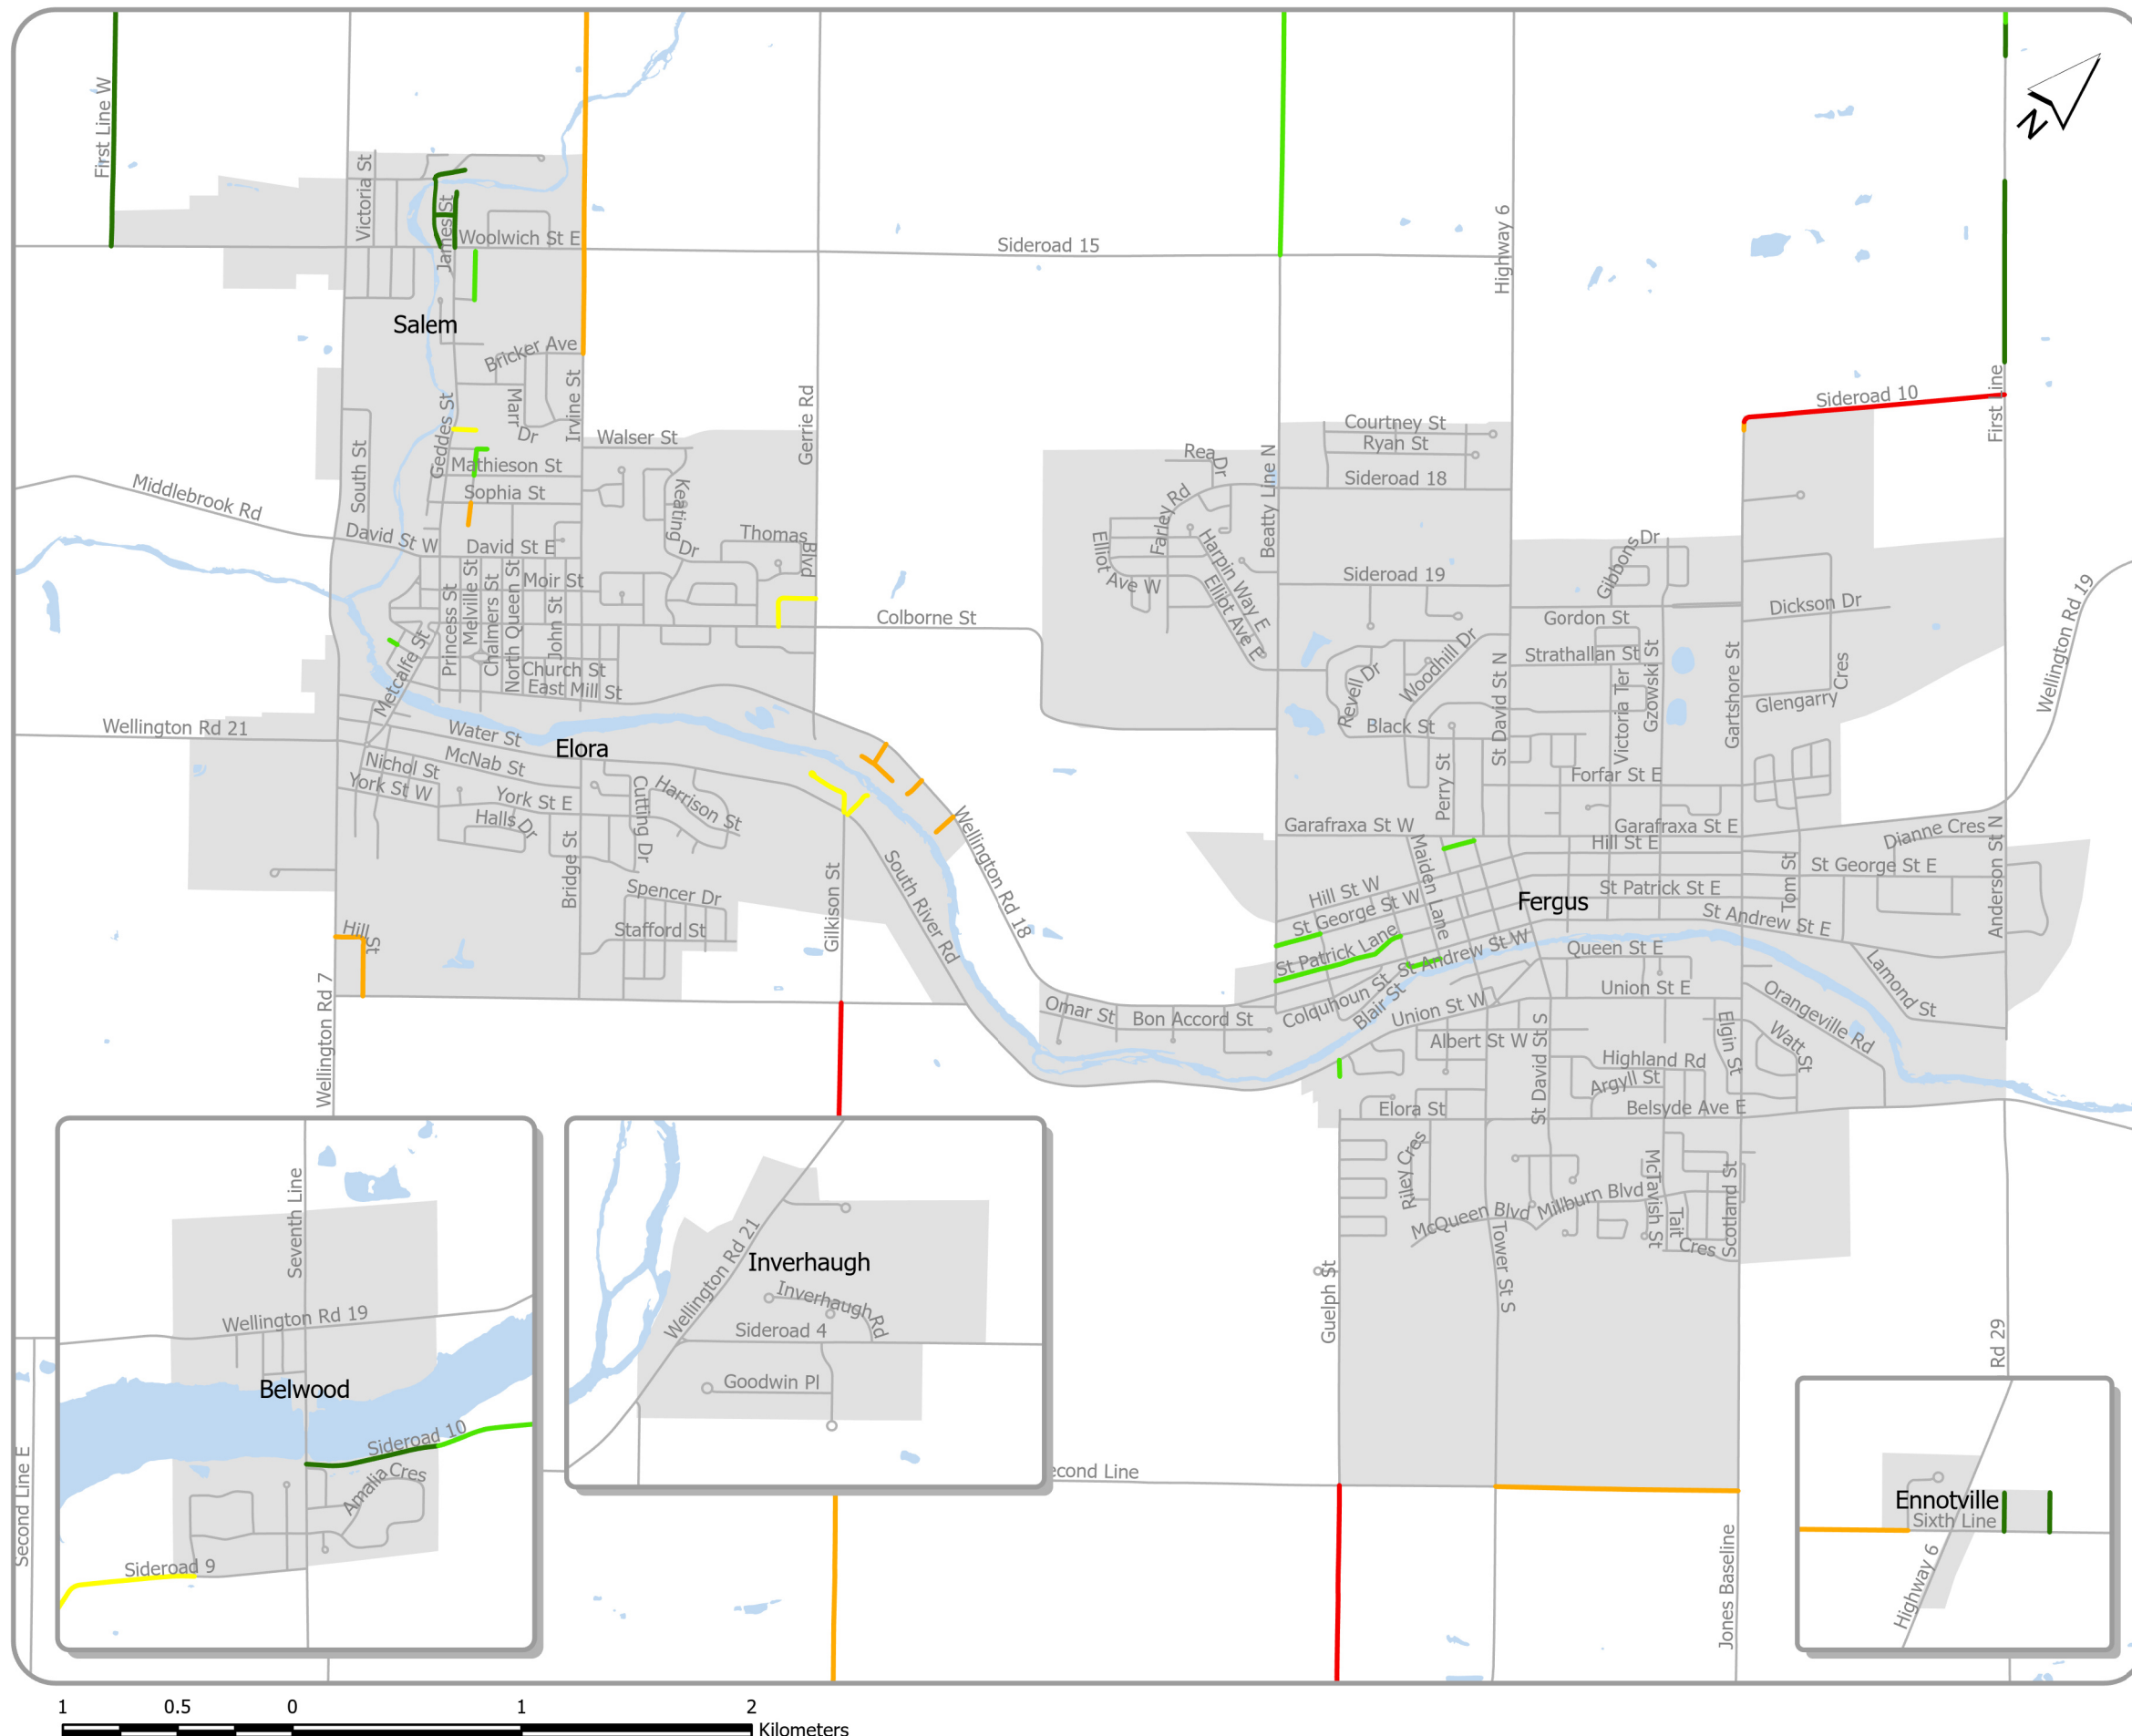 First Line W
Victoria St
James St
Woolwich St E
Sideroad 15
Highway 6
N
Salem
Bricker Ave
Marr
Dr
Irvine St
Geddes St
Gerrie Rd
Walser St
South St
Mathieson St
Sophia St
Keating
Dr
Middlebrook Rd
David St W
David St E
Thomas
Blvd
Moir St
Princess St
Melville St
Chalmers St
North Queen St
John St
Colborne St
Metcalfe St
Church St
East Mill St
Wellington Rd 21
Water St
Elora
McNab St
Nichol St
York St W
York St E
Halls Dr
Cutting Dr
Harrison St
Bridge St
Spencer Dr
Stafford St
Hill
St
Wellington Rd 7
Gilkison St
South River Rd
Wellington Rd 18
Rea
Dr
Beatty Line N
Courtney St
Ryan St
Sideroad 18
Farley Rd
Elliot
Ave W
Harpin Way E
Elliot Ave E
Sideroad 19
Sideroad 10
First Line
Gibbons
Dr
Gordon St
Dickson Dr
Strathallan St
Victoria Ter
Gzowski St
Gartshore St
Glengarry
Cres
Wellington Rd 19
Revell Dr
Woodhill Dr
St David St N
Black St
Perry St
Forfar St E
Garafraxa St W
Garafraxa St E
Hill St E
Dianne Cres
Maiden Lane
Tom St
St George St E
Anderson St N
Hill St W
St George St W
Fergus
St Patrick St E
St Patrick Lane
St Andrew St W
St Andrew St E
Queen St E
Lamond St
Colquhoun St
Blair St
Union St W
Union St E
Omar St
Bon Accord St
Albert St W
St David St S
Highland Rd
Argyll St
Elgin St
Orangeville Rd
Watt St
Elora St
Belsyde Ave E
Riley Cres
McQueen Blvd
Millburn Blvd
McTavish St
Tait
Cres
Scotland St
Guelph St
Tower St S
Rd 29
Jones Baseline
econd Line
Second Line E
Seventh Line
Wellington Rd 19
Belwood
Sideroad 10
Amalia
Cres
Sideroad 9
Wellington Rd 21
Inverhaugh
Inverhaugh Rd
Sideroad 4
Goodwin Pl
Ennotville
Sixth Line
Highway 6
1 0.5 0 1 2
Kilometers